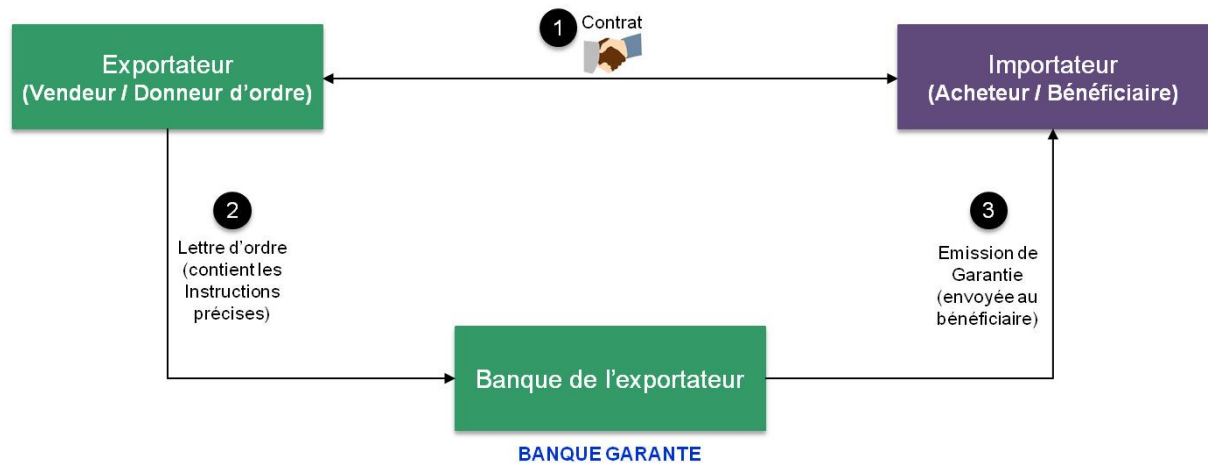 1
Contrat
Exportateur
(Vendeur / Donneur d'ordre)
Importateur
(Acheteur / Bénéficiaire)
2
Lettre d'ordre
(contient les
Instructions
précises)
3
Emission de
Garantie
(envoyée au
bénéficiaire)
Banque de l'exportateur
BANQUE GARANTE